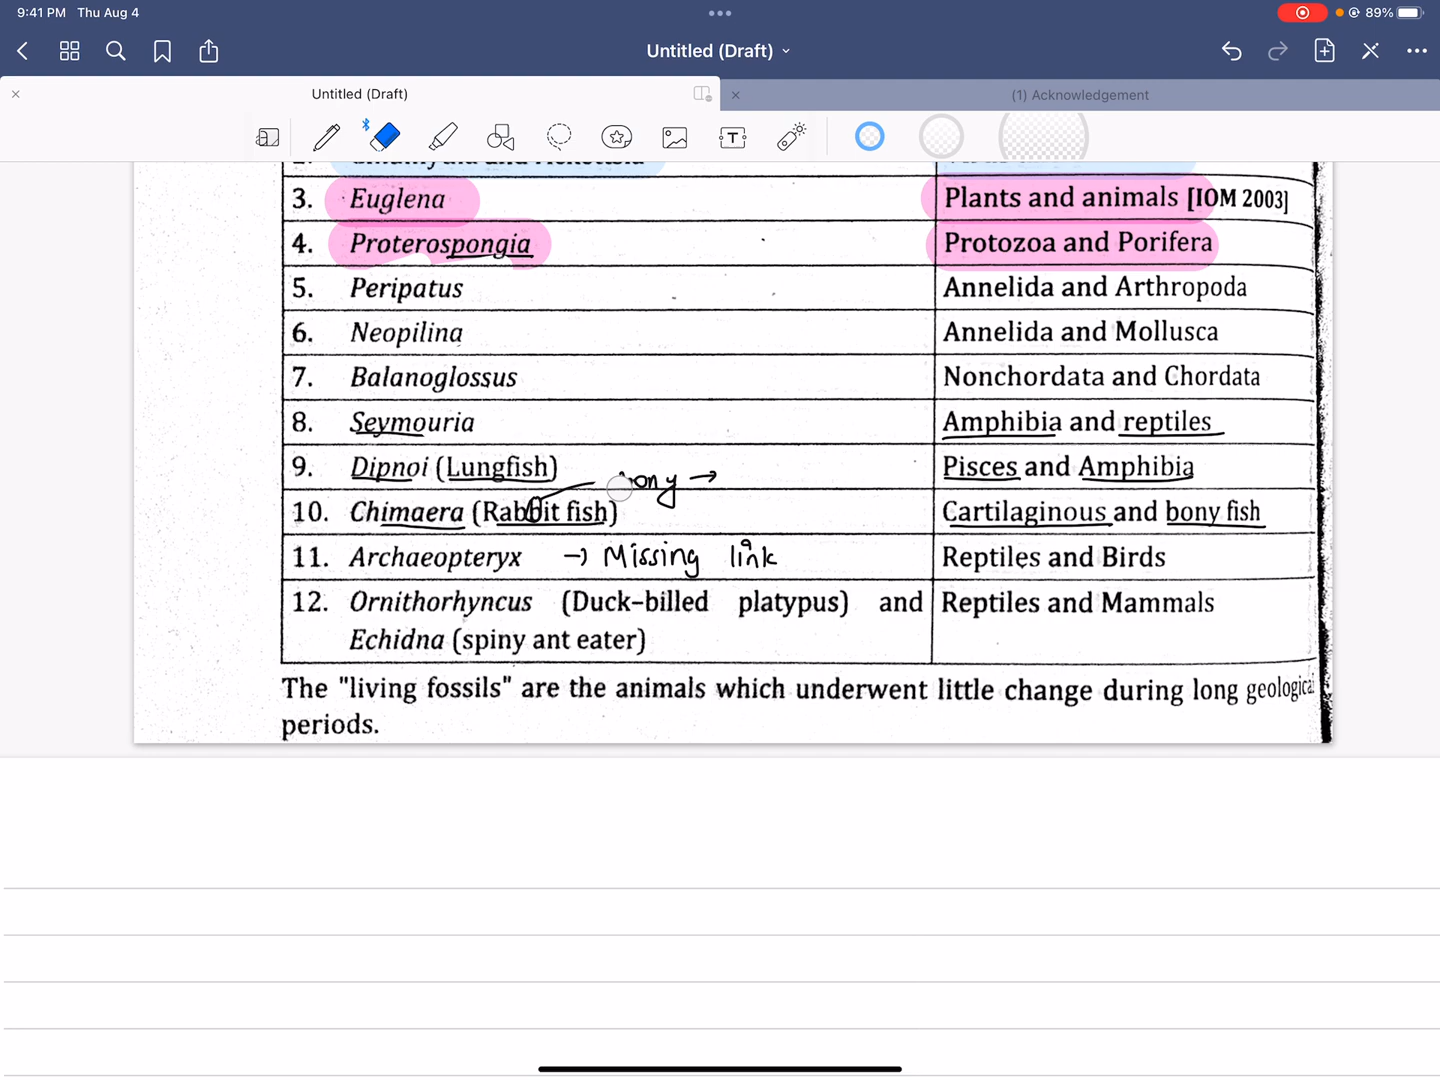 9:41 PM Thu Aug 4
89%
Untitled (Draft)
Untitled (Draft)
(1) Acknowledgement
3. Euglena Plants and animals [IOM 2003]
4. Proterospongia Protozoa and Porifera
5. Peripatus Annelida and Arthropoda
6. Neopilina Annelida and Mollusca
7. Balanoglossus Nonchordata and Chordata
8. Seymouria Amphibia and reptiles
9. Dipnoi (Lungfish) Pisces and Amphibia
→
10. Chimaera (Rabbit fish) Cartilaginous and bony fish
11. Archaeopteryx → Missing link Reptiles and Birds
12. Ornithorhyncus (Duck-billed platypus) and Reptiles and Mammals
Echidna (spiny ant eater)
The "living fossils" are the animals which underwent little change during long geological
periods.